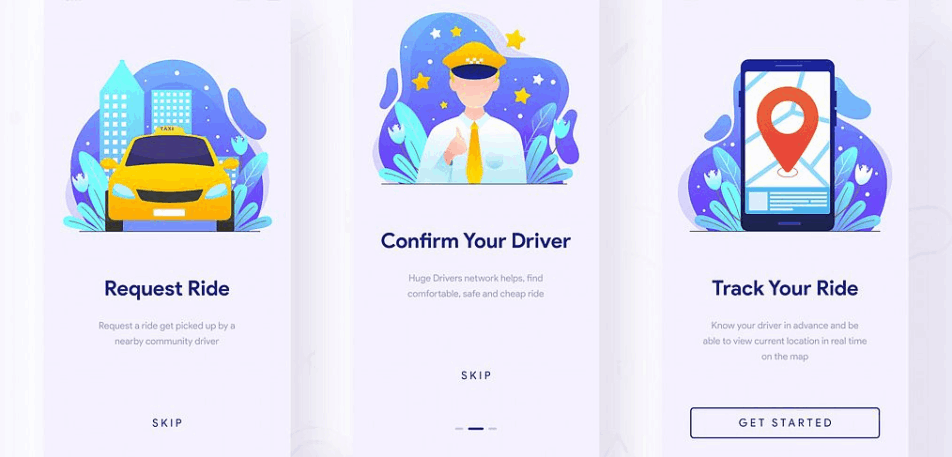 TAXI
Request Ride
Request a ride get picked up by a
nearby community driver
SKIP
Confirm Your Driver
Huge Drivers network helps, find
comfortable, safe and cheap ride
SKIP
Track Your Ride
Know your driver in advance and be
able to view current location in real time
on the map
GET STARTED